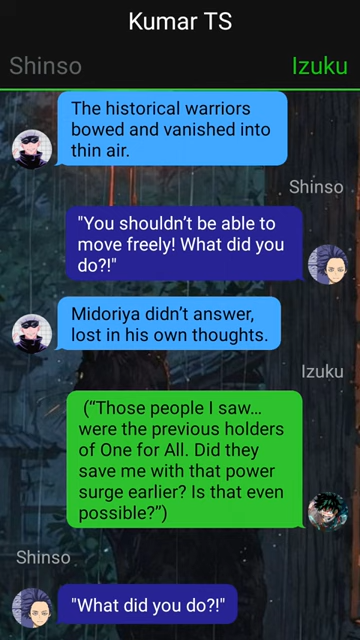 Kumar TS
Shinso
Izuku
The historical warriors
bowed and vanished into
thin air.
Shinso
"You shouldn’t be able to
move freely! What did you
do?!"
Midoriya didn’t answer,
lost in his own thoughts.
Izuku
(“Those people I saw...
were the previous holders
of One for All. Did they
save me with that power
surge earlier? Is that even
possible?”)
Shinso
"What did you do?!"